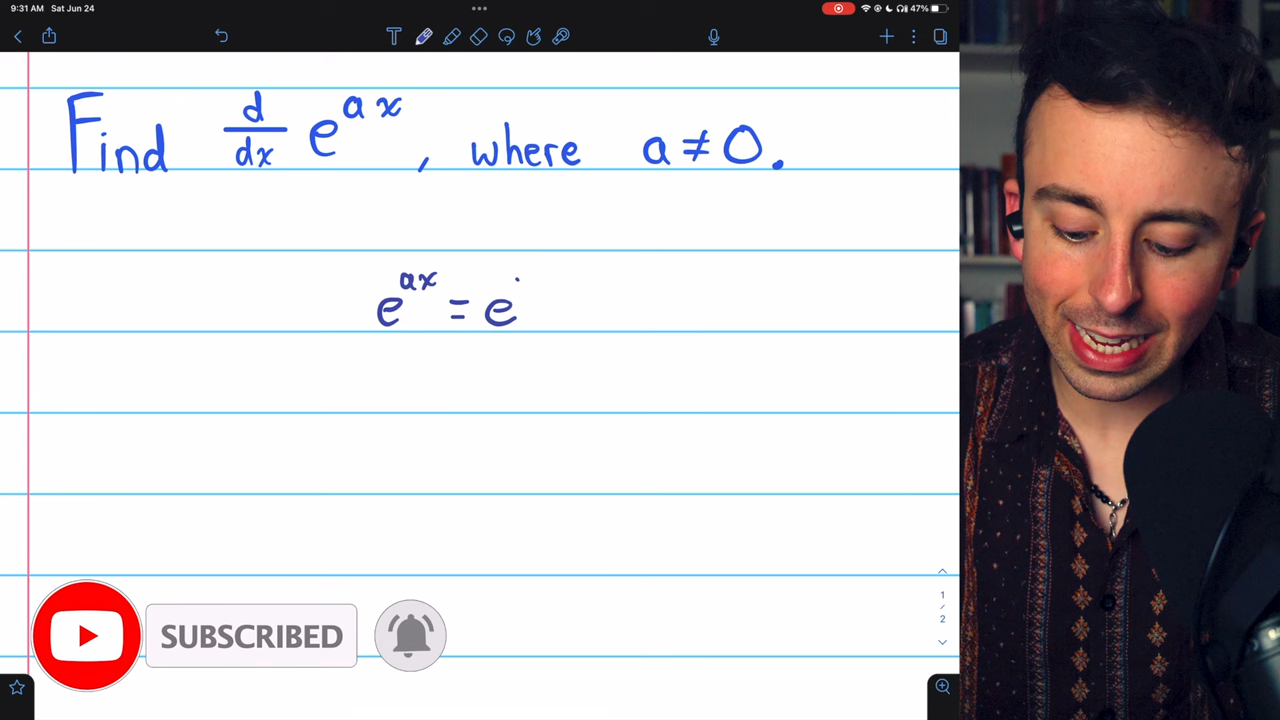 9:31 AM Sat Jun 24
47%
Find d/dx e^{ax}, where a ≠ 0.
e^{ax} = e
1
/
2
SUBSCRIBED